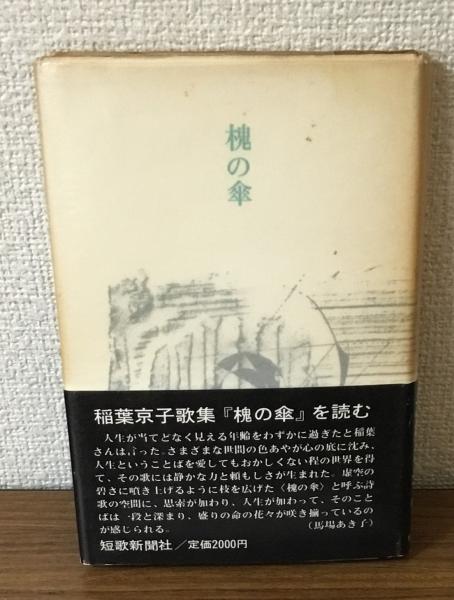 槐の傘
稲葉京子歌集『槐の傘』を読む
人生が当てどなく見える年齢をわずかに過ぎたと稲葉
さんは言った。さまざまな世間の色あやが心の底に沈み、
人生ということばを愛してもおかしくない程の世界を得
て、その歌には静かな力と頼もしさが生まれた。虚空の
碧さに噴き上げるように枝を広げた〈槐の傘〉と呼ぶ詩
歌の空間に、思索が加わり、人生が加わって、そのこと
ばは一段と深まり、盛りの命の花々が咲き揃っているの
が感じられる。（馬場あき子）
短歌新聞社／定価2000円